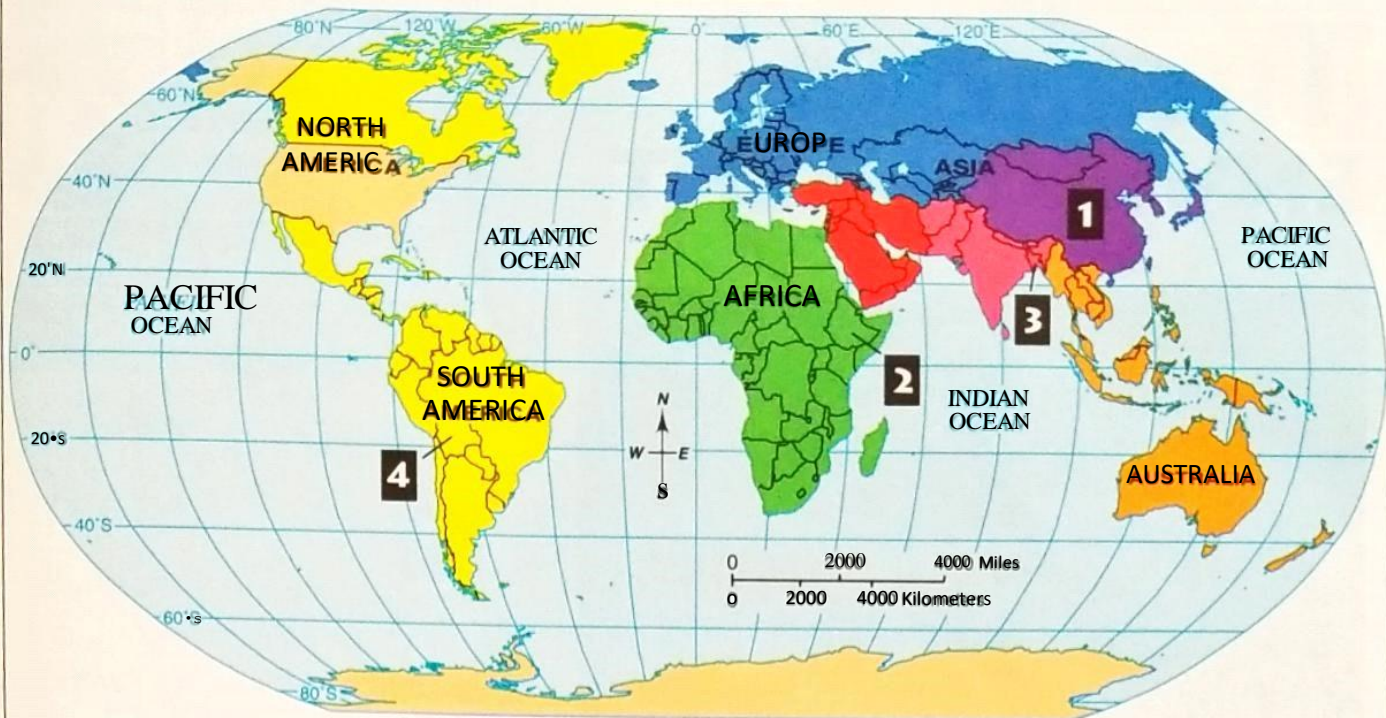 80°N 120°W 60°W 0° 60°E 120°E
60°N
NORTH
AMERIC A
EUROP E
ASIA
40°N
1
ATLANTIC
OCEAN
PACIFIC
OCEAN
20°N
PACIFIC
OCEAN
AFRICA
3
0°
SOUTH
AMERICA
2
INDIAN
OCEAN
N
W E
S
20•S
4
AUSTRALIA
40°S
0 2000 4000 Miles
0 2000 4000 Kilometers
60°s
80°S